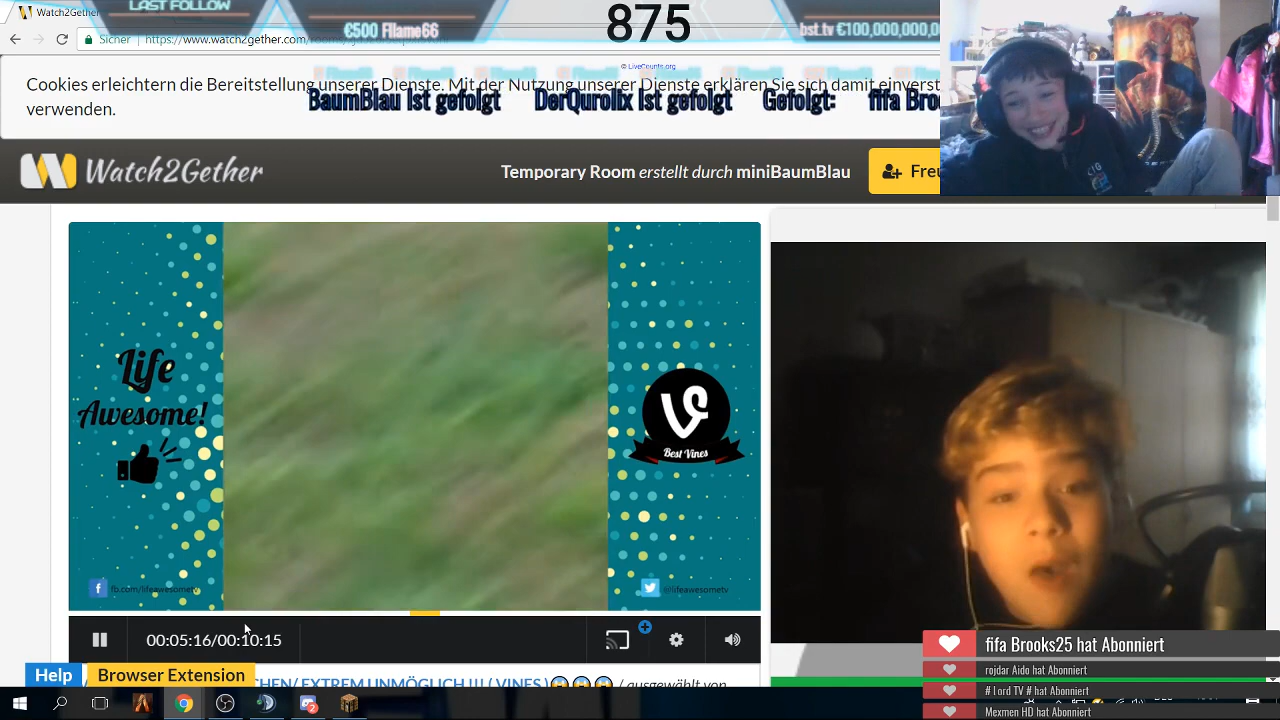 Watch2Gether
LAST FOLLOW
€500 Fllame66
875
bst.tv €100,000,000,0
Sicher
https://www.watch2gether.com/rooms/
© LiveCounts.org
Cookies erleichtern die Bereitstellung unserer Dienste. Mit der Nutzung unserer Dienste erklären Sie sich damit einverst
verwenden.
BaumBlau ist gefolgt DerQurolix ist gefolgt Gefolgt: fifa Bro
Watch2Gether
Temporary Room erstellt durch miniBaumBlau
Freu
Life
Awesome!
Best Vines
fb.com/lifeawesometv
@lifeawesometv
00:05:16/00:10:15
Help
Browser Extension
CHEN/ EXTREM UNMÖGLICH !!! ( VINES ) / ausgewählt von
fifa Brooks25 hat Abonniert
rojdar Aido hat Abonniert
# Lord TV # hat Abonniert
Mexmen HD hat Abonniert